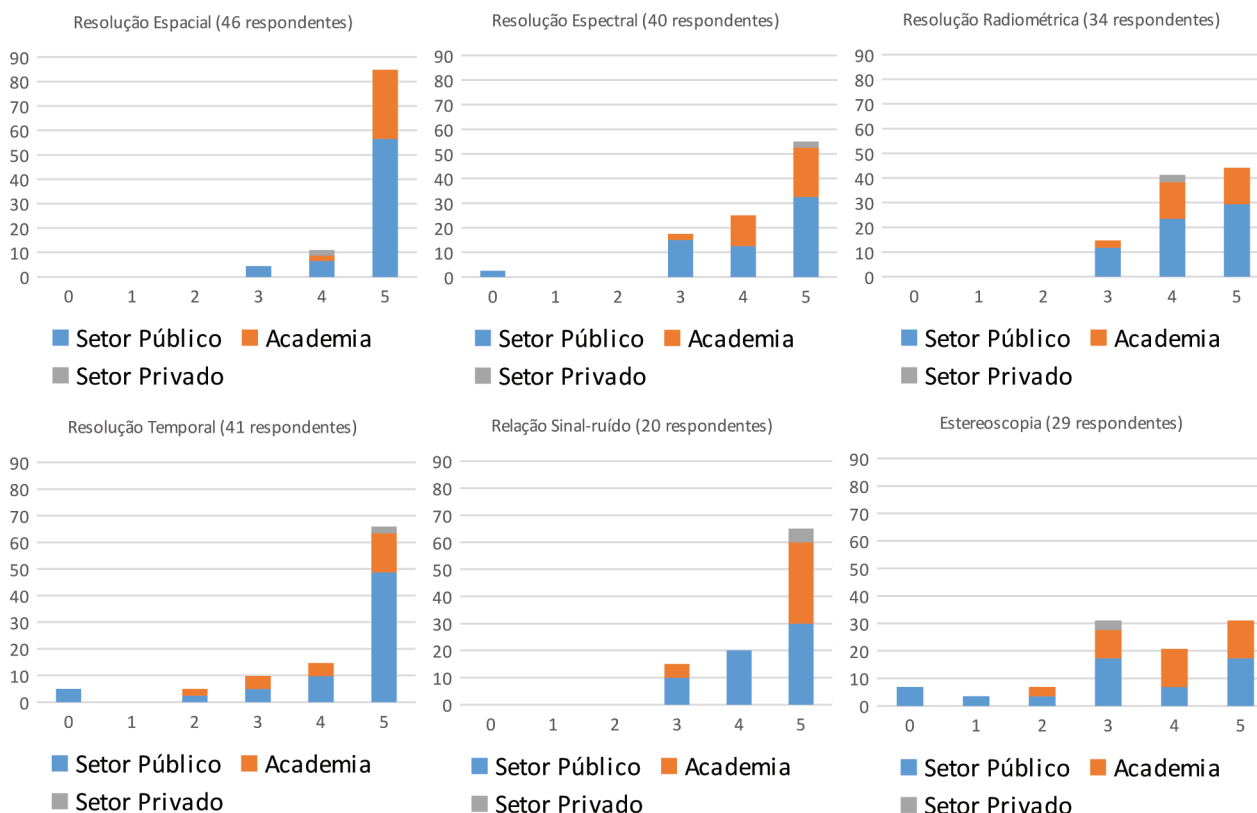 Resolução Espacial (46 respondentes)
90
80
70
60
50
40
30
20
10
0
0 1 2 3 4 5
Setor Público Academia
Setor Privado
Resolução Espectral (40 respondentes)
90
80
70
60
50
40
30
20
10
0
0 1 2 3 4 5
Setor Público Academia
Setor Privado
Resolução Radiométrica (34 respondentes)
90
80
70
60
50
40
30
20
10
0
0 1 2 3 4 5
Setor Público Academia
Setor Privado
Resolução Temporal (41 respondentes)
90
80
70
60
50
40
30
20
10
0
0 1 2 3 4 5
Setor Público Academia
Setor Privado
Relação Sinal-ruído (20 respondentes)
90
80
70
60
50
40
30
20
10
0
0 1 2 3 4 5
Setor Público Academia
Setor Privado
Estereoscopia (29 respondentes)
90
80
70
60
50
40
30
20
10
0
0 1 2 3 4 5
Setor Público Academia
Setor Privado